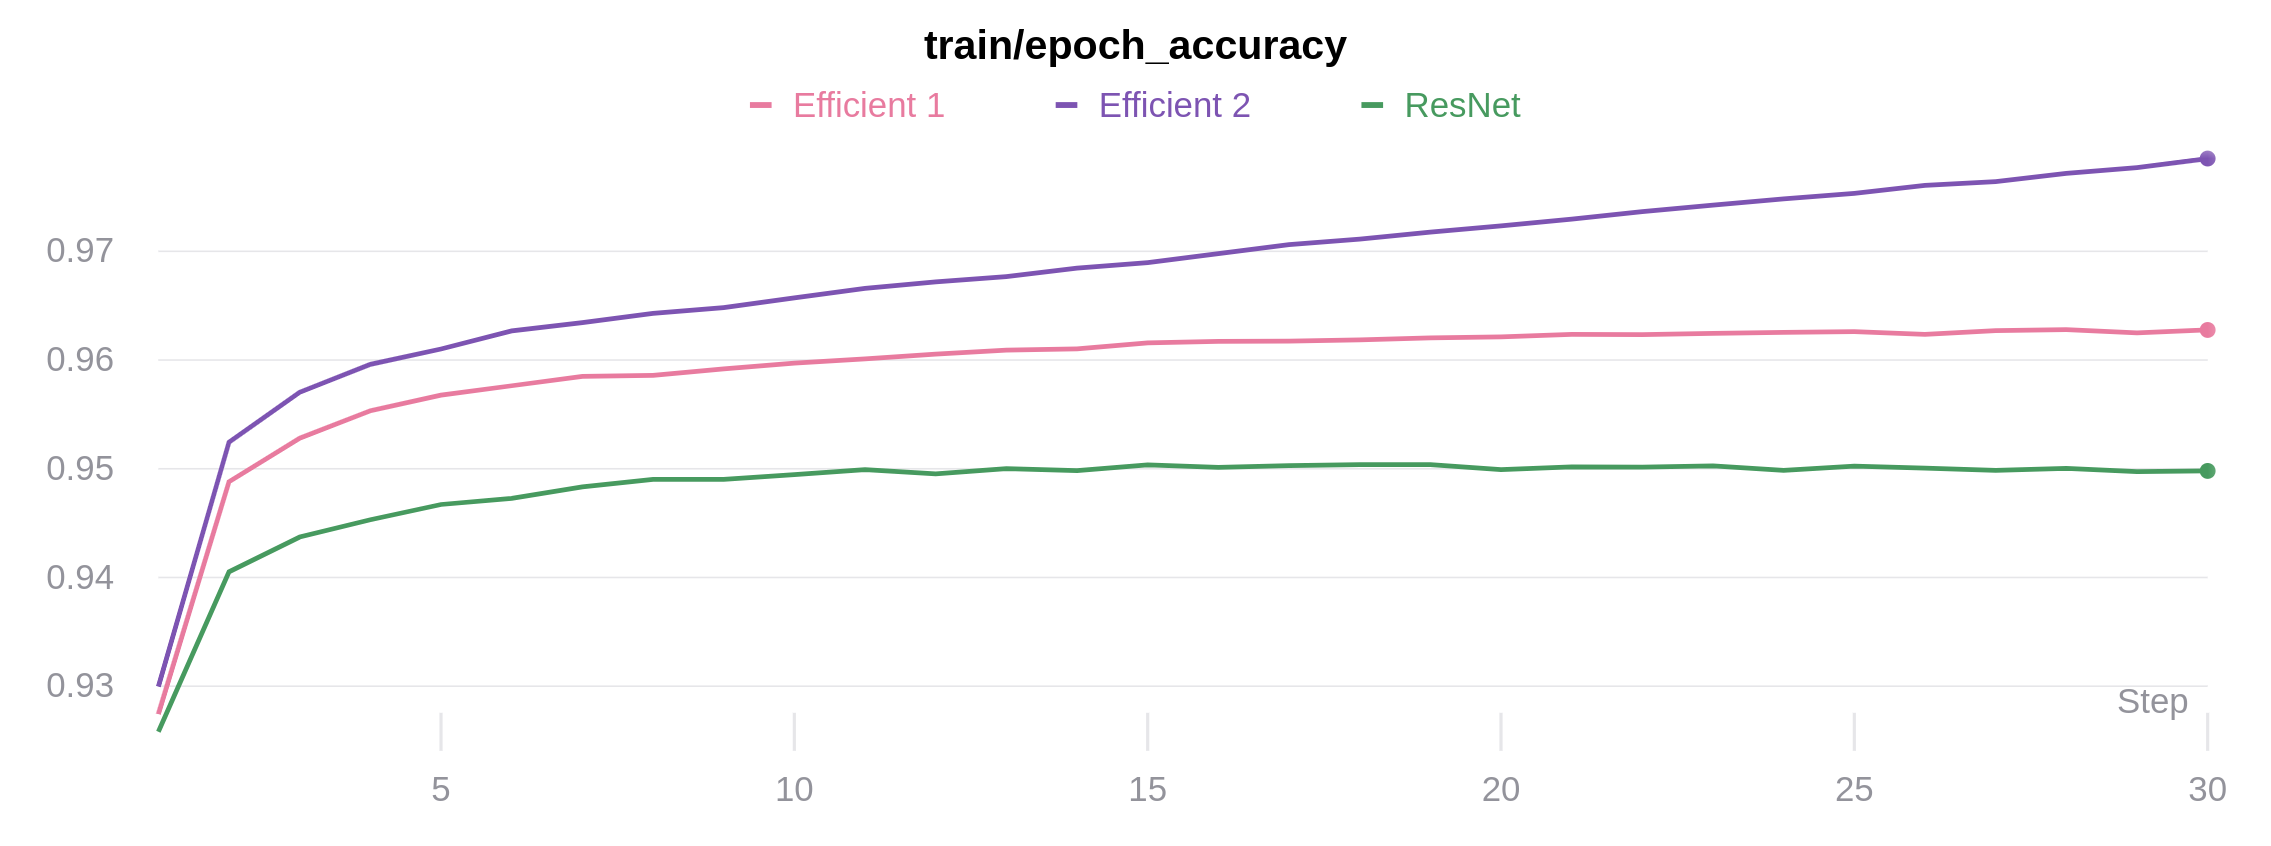 train/epoch_accuracy
Efficient 1 Efficient 2 ResNet
0.97
0.96
0.95
0.94
0.93
Step
5 10 15 20 25 30